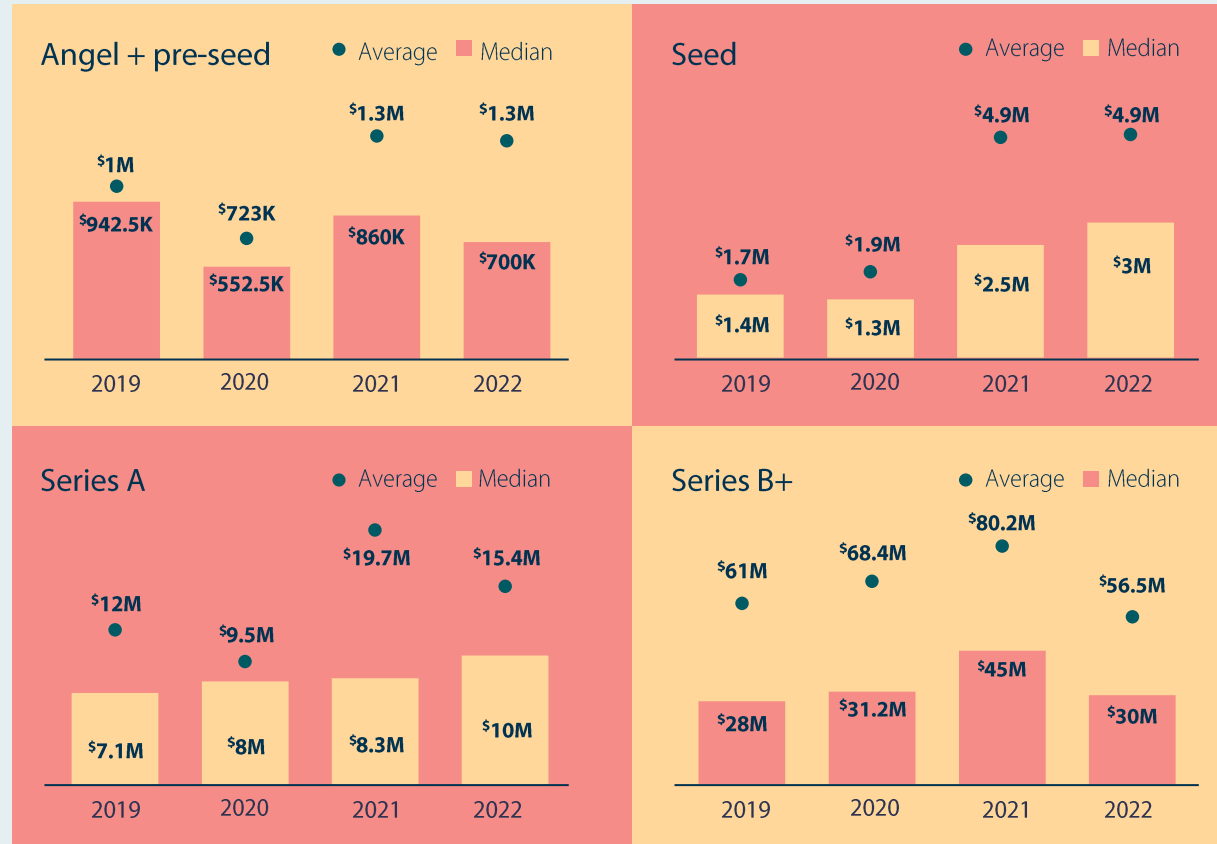 Angel + pre-seed
Average Median
$1.3M $1.3M
$1M
$942.5K
$723K
$860K
$552.5K
$700K
2019 2020 2021 2022
Seed
Average Median
$4.9M $4.9M
$1.7M
$1.9M
$2.5M
$3M
$1.4M
$1.3M
2019 2020 2021 2022
Series A
Average Median
$19.7M $15.4M
$12M
$9.5M
$7.1M
$8M
$8.3M
$10M
2019 2020 2021 2022
Series B+
Average Median
$80.2M
$68.4M
$61M
$56.5M
$45M
$28M
$31.2M
$30M
2019 2020 2021 2022